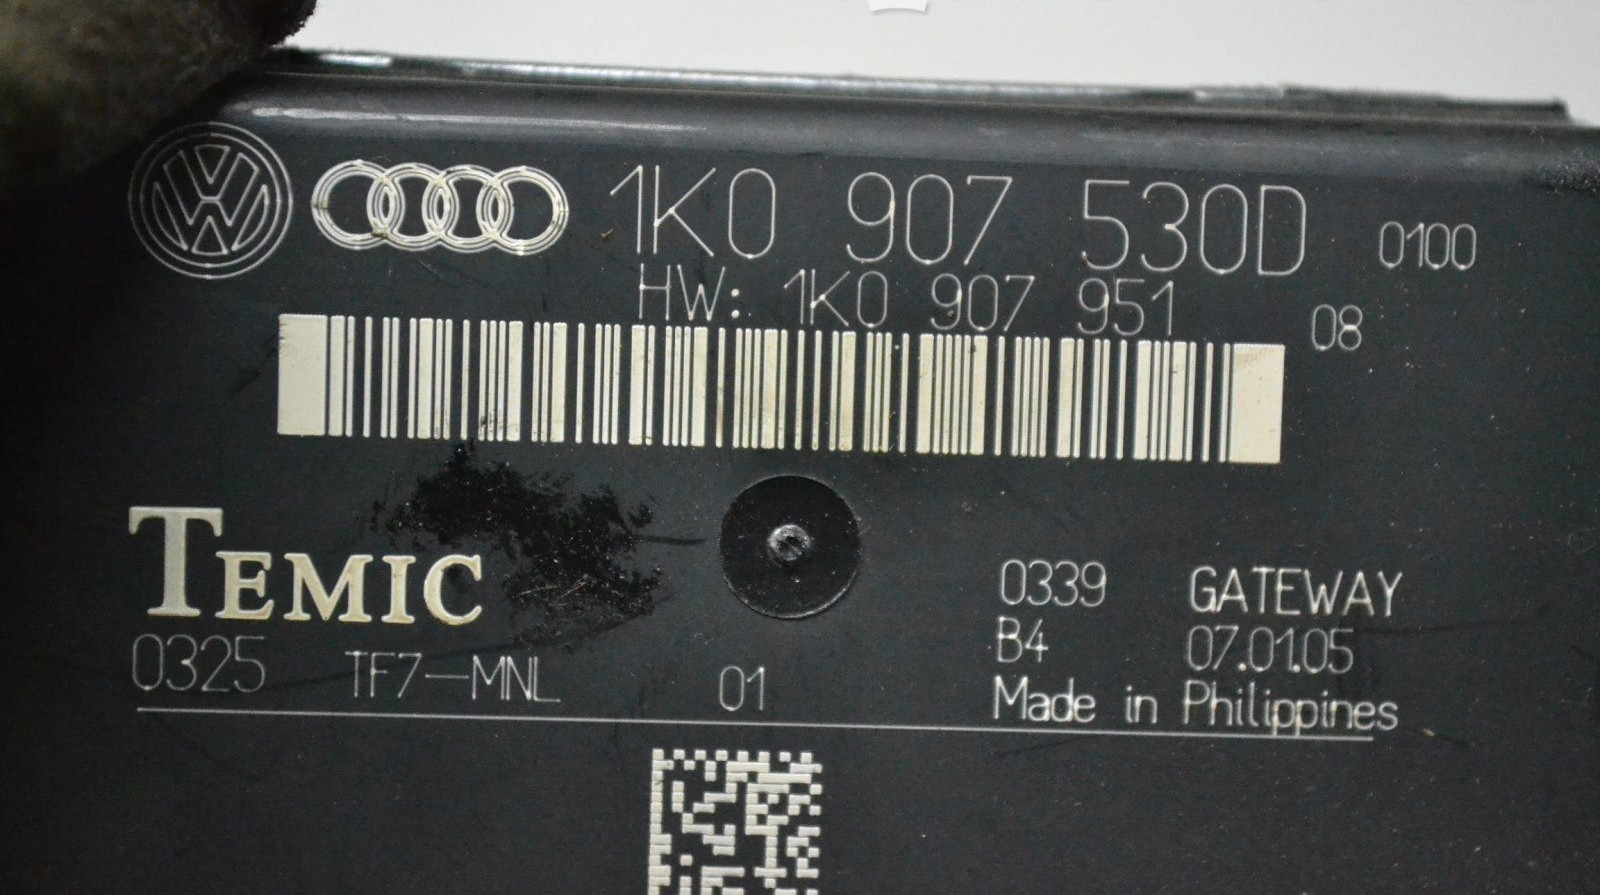 1K0 907 530D 0100
HW: 1K0 907 951 08
TEMIC
0339 GATEWAY
B4 07.01.05
0325 TF7-MNL 01
Made in Philippines